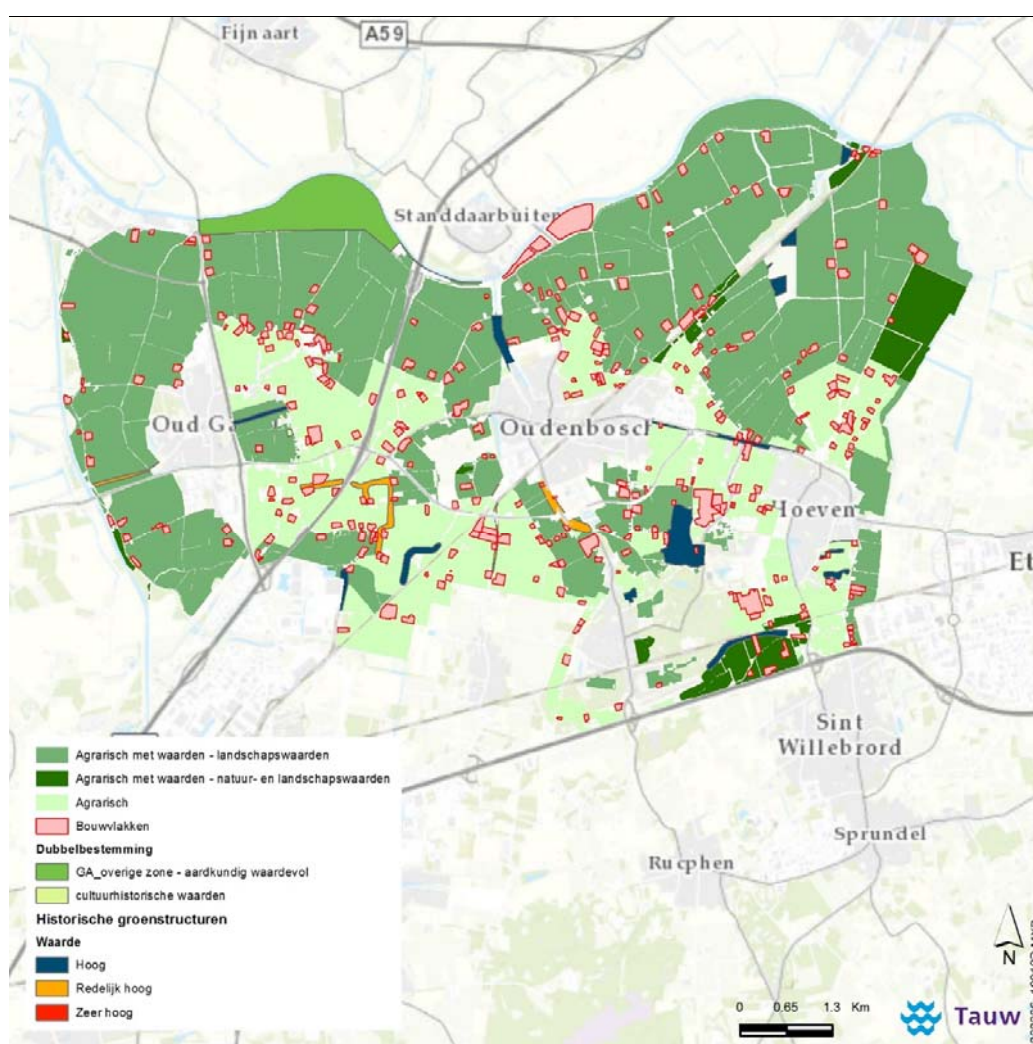 Fijnaart
A59
Standdaarbuiten
Oud Ga
Oudenbosch
Hoeven
Et
Sint
Willebrord
Sprundel
Rucphen
Agrarisch met waarden - landschapswaarden
Agrarisch met waarden - natuur- en landschapswaarden
Agrarisch
Bouwvlakken
Dubbelbestemming
GA_overige zone - aardkundig waardevol
cultuurhistorische waarden
Historische groenstructuren
Waarde
Hoog
Redelijk hoog
Zeer hoog
N
0 0.65 1.3 Km
Tauw